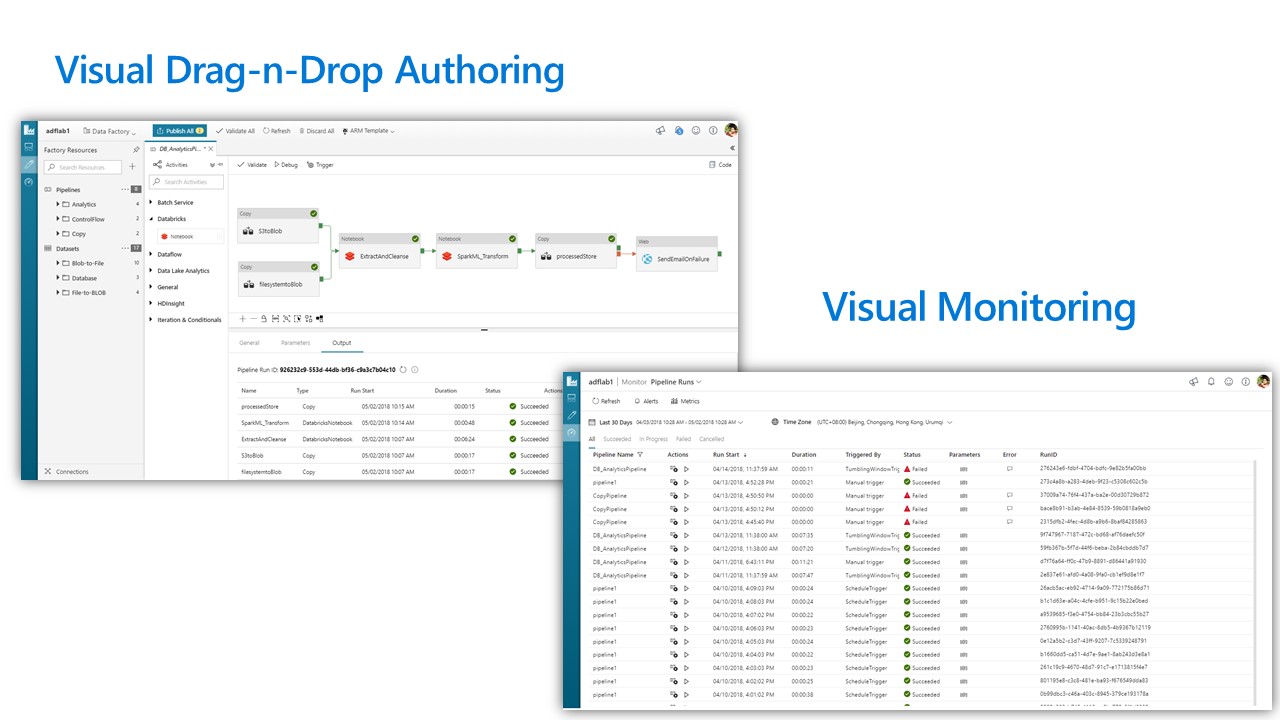 Visual Drag-n-Drop Authoring
adflab1 Data Factory Publish All Validate All Refresh Discard All ARM Template
Factory Resources
Search Resources
Pipelines 8
Analytics 4
ControlFlow 2
Copy 2
Datasets 17
Blob-to-File 10
Database 3
File-to-BLOB 4
Connections
DB_AnalyticsPl... *
Activities
Search Activities
Batch Service
Databricks
Notebook
Dataflow
Data Lake Analytics
General
HDInsight
Iteration & Conditionals
Validate Debug Trigger Code
Copy
S3toBlob
Copy
filesystemtoBlob
Notebook
ExtractAndCleanse
Notebook
SparkML_Transform
Copy
processedStore
Web
SendEmailOnFailure
General Parameters Output
Pipeline Run ID: 926232c9-553d-44db-bf36-c9a3c7b04c10
Name Type Run Start Duration Status Actions
processedStore Copy 05/02/2018 10:15 AM 00:00:15 Succeeded
SparkML_Transform DatabricksNotebook 05/02/2018 10:14 AM 00:00:48 Succeeded
ExtractAndCleanse DatabricksNotebook 05/02/2018 10:07 AM 00:06:24 Succeeded
S3toBlob Copy 05/02/2018 10:07 AM 00:00:17 Succeeded
filesystemtoBlob Copy 05/02/2018 10:07 AM 00:00:17 Succeeded
Visual Monitoring
adflab1 Monitor Pipeline Runs
Refresh Alerts Metrics
Last 30 Days 04/03/2018 10:28 AM - 05/02/2018 10:28 AM Time Zone (UTC+08:00) Beijing, Chongqing, Hong Kong, Urumqi
All Succeeded In Progress Failed Cancelled
Pipeline Name Actions Run Start Duration Triggered By Status Parameters Error RunID
DB_AnalyticsPipeline 04/14/2018, 11:37:59 AM 00:00:11 TumblingWindowTrig Failed 276243e6-fdbf-4704-bdfc-9e82b5fa00bb
pipeline1 04/13/2018, 4:52:28 PM 00:00:21 Manual trigger Succeeded 273c4a8b-a283-4deb-9f23-c5308c602c5b
CopyPipeline 04/13/2018, 4:50:50 PM 00:00:00 Manual trigger Failed 37009a74-76f4-437a-ba2e-00d30729b872
CopyPipeline 04/13/2018, 4:50:12 PM 00:00:00 Manual trigger Failed bace8b91-b3ab-4e84-8539-59b0818a9eb0
CopyPipeline 04/13/2018, 4:45:40 PM 00:00:00 Manual trigger Failed 2315dfb2-4fec-4d8b-a9b6-8baf84285863
DB_AnalyticsPipeline 04/13/2018, 11:38:00 AM 00:07:35 TumblingWindowTrig Succeeded 9f747967-7187-472c-bd68-af76daefc50f
DB_AnalyticsPipeline 04/12/2018, 11:38:00 AM 00:07:20 TumblingWindowTrig Succeeded 59fb367b-5f7d-44f6-beba-2b84cbddb7d7
DB_AnalyticsPipeline 04/11/2018, 6:43:11 PM 00:11:21 Manual trigger Succeeded d7f76a64-ff0c-47b9-8891-d86441a91930
DB_AnalyticsPipeline 04/11/2018, 11:37:59 AM 00:07:47 TumblingWindowTrig Succeeded 2e837e61-afd0-4a08-9fa0-cb1ef9d8e1f7
pipeline1 04/10/2018, 4:09:03 PM 00:00:24 ScheduleTrigger Succeeded 26acb5ac-eb92-4714-9a09-772175b86d71
pipeline1 04/10/2018, 4:08:03 PM 00:00:24 ScheduleTrigger Succeeded b1c1d63e-a04c-4cfe-b951-9c15b22e0bed
pipeline1 04/10/2018, 4:07:02 PM 00:00:22 ScheduleTrigger Succeeded a9539685-f3e0-4754-bb84-23b3cbc55b27
pipeline1 04/10/2018, 4:06:03 PM 00:00:23 ScheduleTrigger Succeeded 2760995b-1141-40ac-8db5-4b9367b12119
pipeline1 04/10/2018, 4:05:03 PM 00:00:24 ScheduleTrigger Succeeded 0e12a5b2-c3d7-43ff-9207-7c5339248791
pipeline1 04/10/2018, 4:04:03 PM 00:00:22 ScheduleTrigger Succeeded b1660dd5-ca51-4d7e-9ae1-8ab243d3e8a1
pipeline1 04/10/2018, 4:03:03 PM 00:00:23 ScheduleTrigger Succeeded 261c19c9-4670-48d7-91c7-e1713815f4e7
pipeline1 04/10/2018, 4:02:02 PM 00:00:25 ScheduleTrigger Succeeded 801195e8-c3c8-481e-ba93-f676549dda83
pipeline1 04/10/2018, 4:01:02 PM 00:00:38 ScheduleTrigger Succeeded 0b99dbc3-c46a-403c-8945-379ce193178a